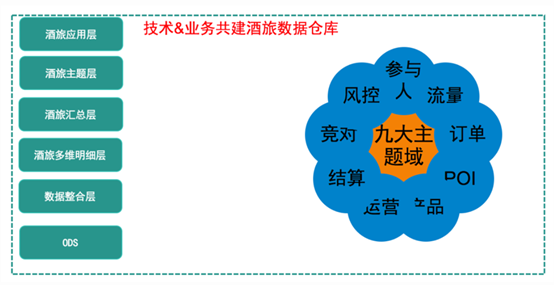 技术&业务共建酒旅数据仓库
酒旅应用层
酒旅主题层
酒旅汇总层
酒旅多维明细层
数据整合层
ODS
参与
人
流量
订单
POI
产品
运营
结算
竞对
风控
九大主
题域